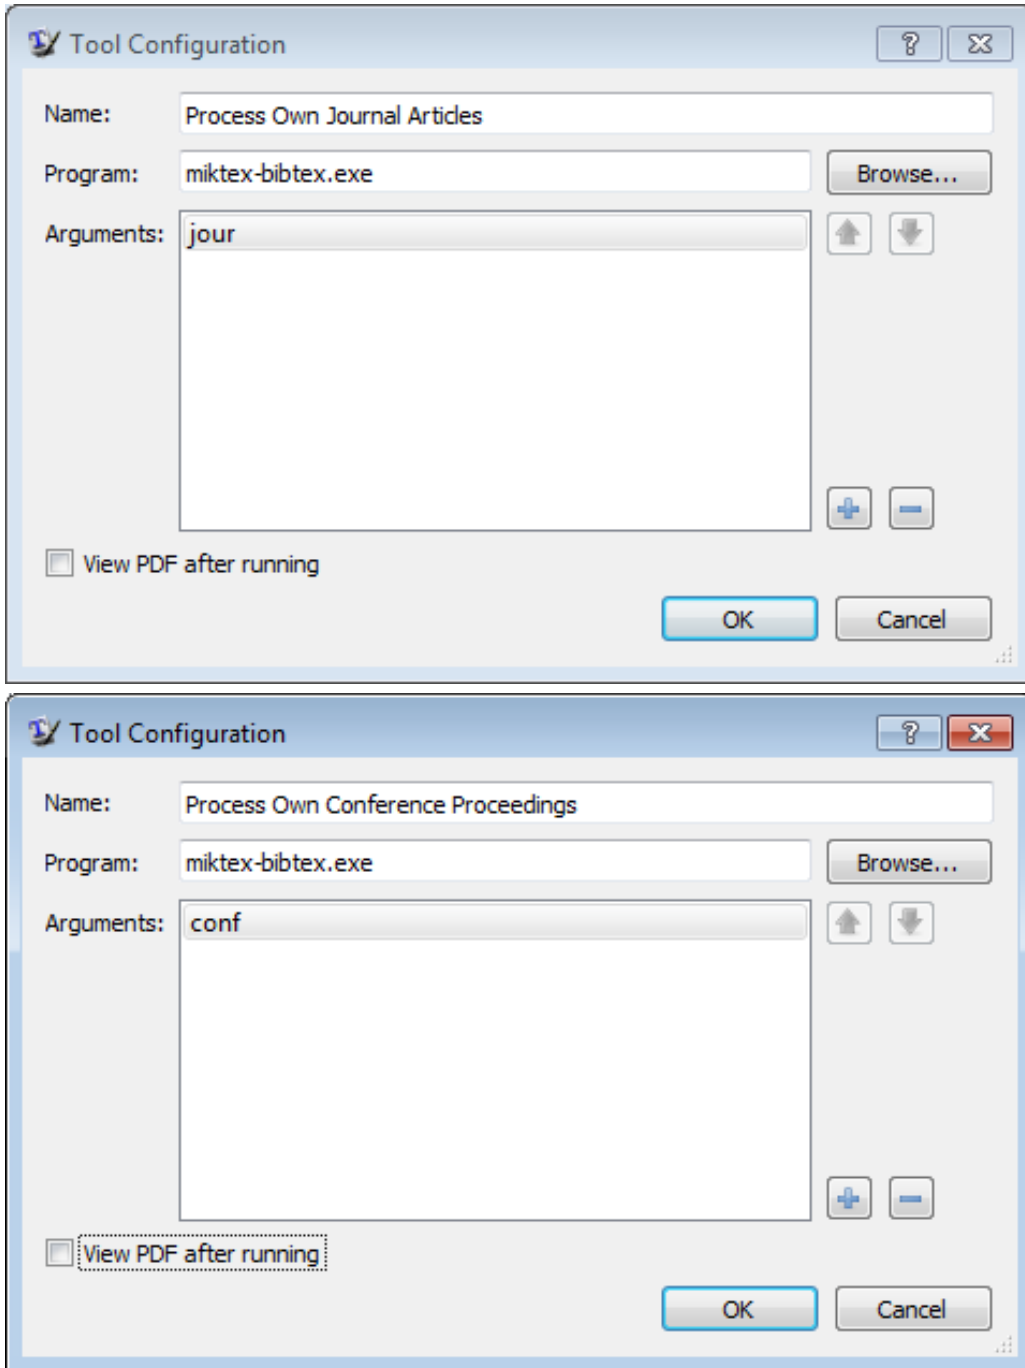 Tool Configuration
Name: Process Own Journal Articles
Program: miktex-bibtex.exe Browse...
Arguments: jour
View PDF after running
OK Cancel
Tool Configuration
Name: Process Own Conference Proceedings
Program: miktex-bibtex.exe Browse...
Arguments: conf
View PDF after running
OK Cancel